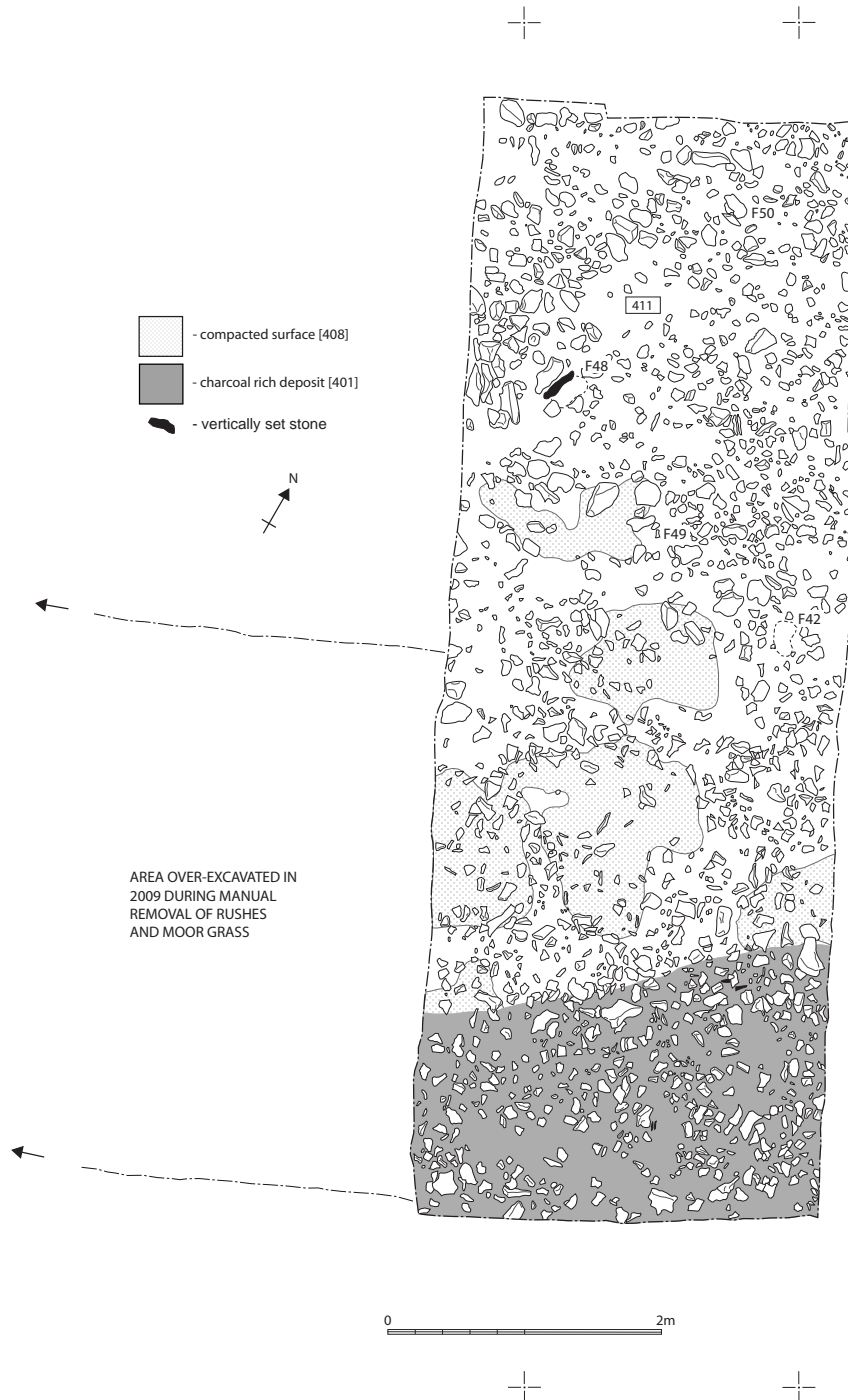 F50
411
- compacted surface [408]
F48
- charcoal rich deposit [401]
- vertically set stone
N
F49
F42
AREA OVER-EXCAVATED IN
2009 DURING MANUAL
REMOVAL OF RUSHES
AND MOOR GRASS
0 2m